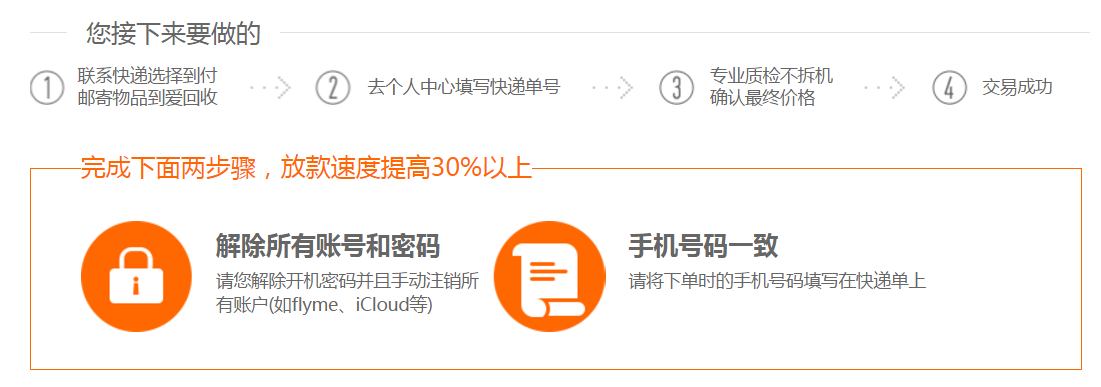 您接下来要做的
1 联系快递选择到付
邮寄物品到爱回收
2 去个人中心填写快递单号
3 专业质检不拆机
确认最终价格
4 交易成功
完成下面两步骤，放款速度提高30%以上
解除所有账号和密码
请您解除开机密码并且手动注销所
有账户(如flyme、iCloud等)
手机号码一致
请将下单时的手机号码填写在快递单上